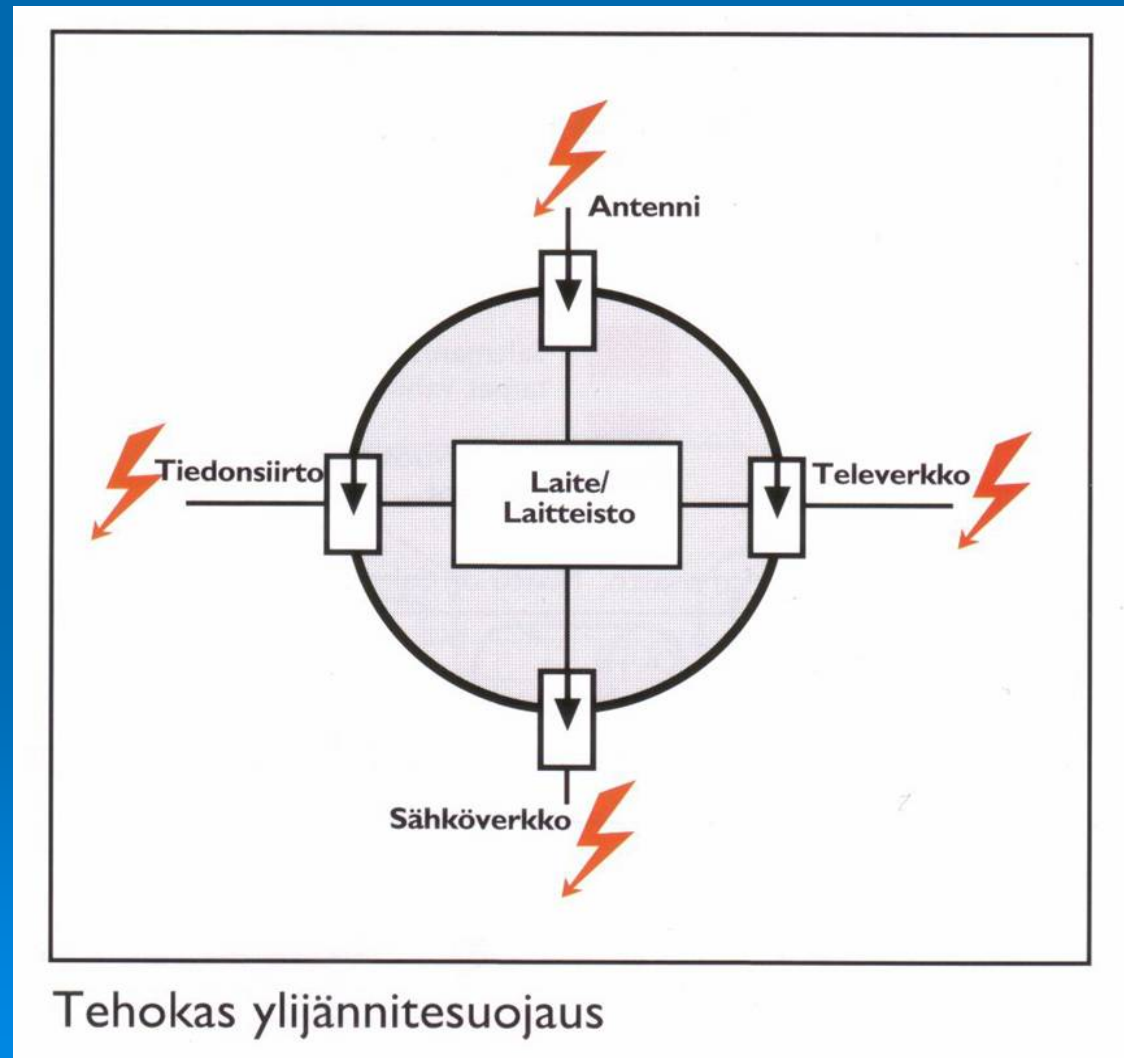 Antenni
Tiedonsiirto
Laite/
Laitteisto
Televerkko
Sähköverkko
Tehokas ylijännitesuojaus